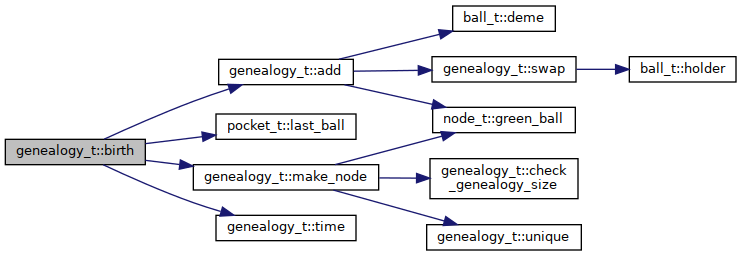 ball_t::deme
genealogy_t::add
genealogy_t::swap
ball_t::holder
node_t::green_ball
pocket_t::last_ball
genealogy_t::birth
genealogy_t::make_node
genealogy_t::check
_genealogy_size
genealogy_t::time
genealogy_t::unique